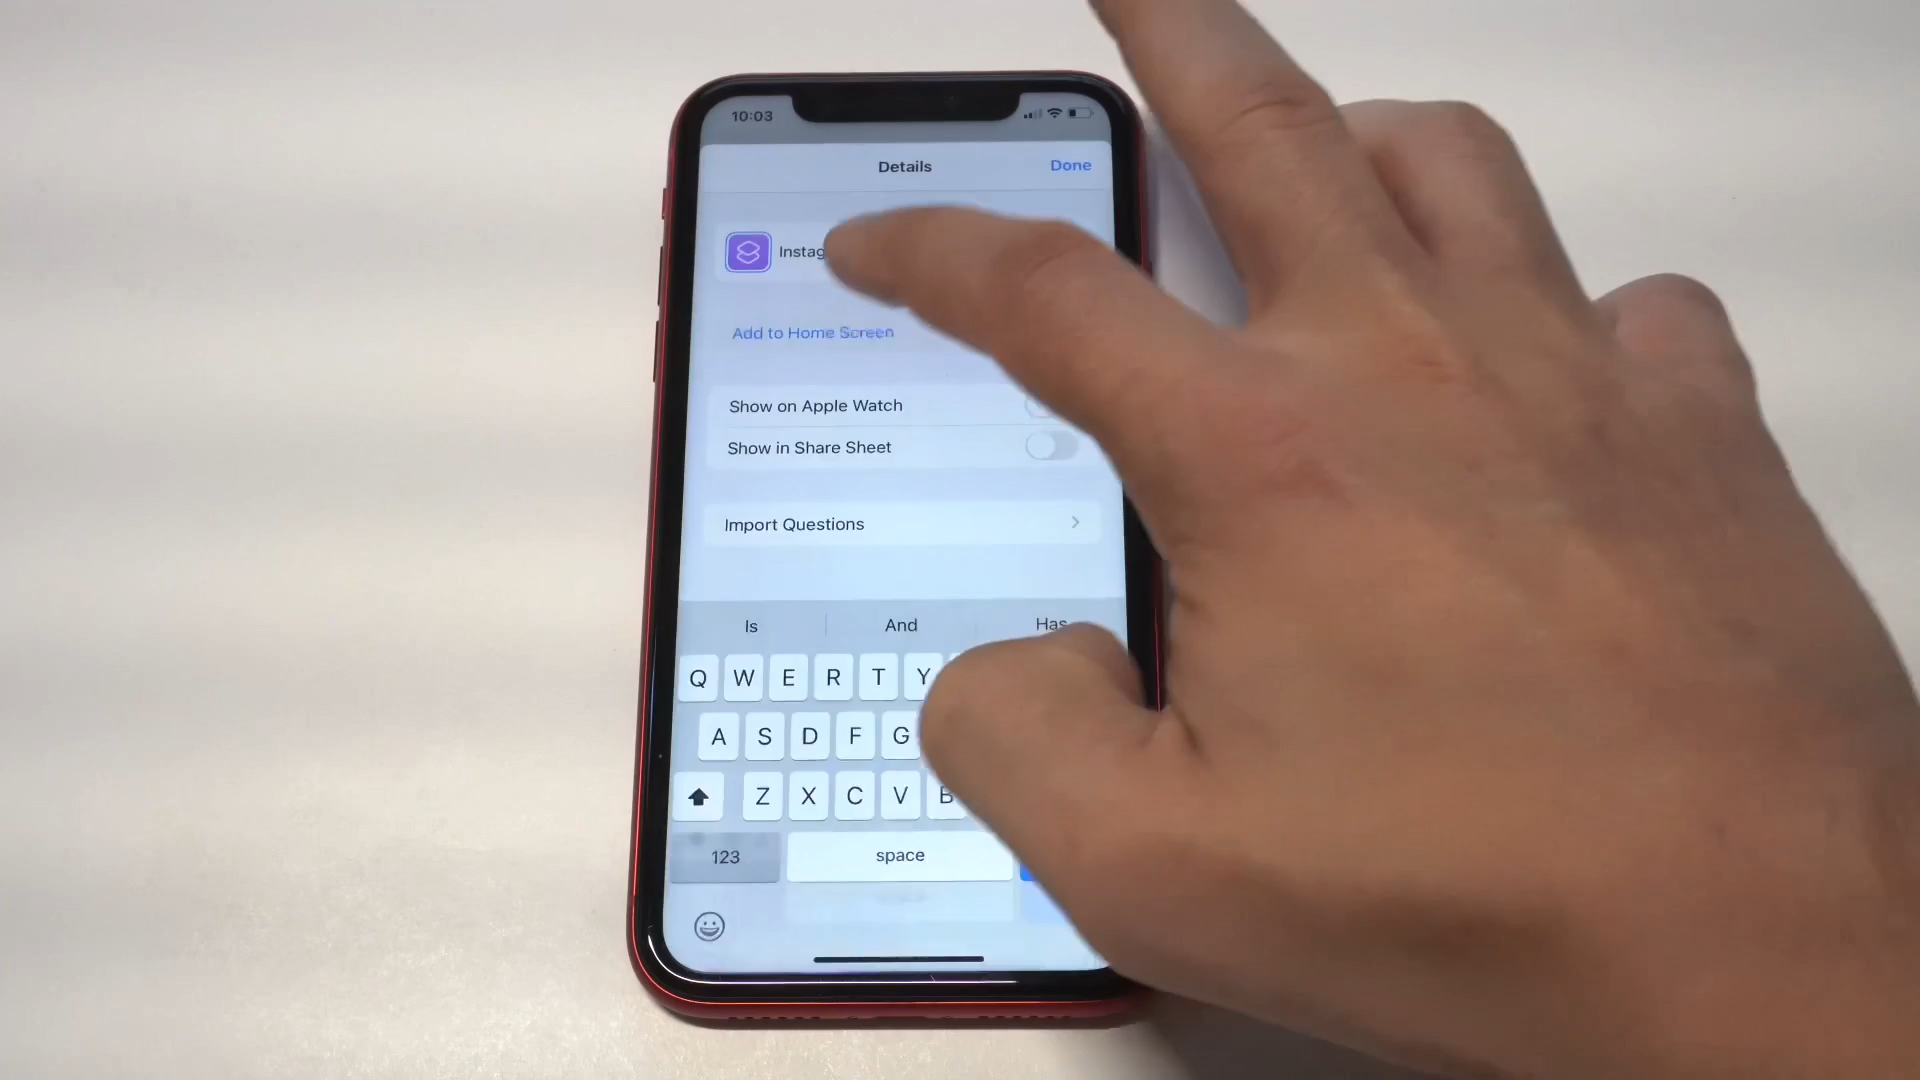 10:03
Details
Done
Instag
Add to Home Screen
Show on Apple Watch
Show in Share Sheet
Import Questions
Is And Has
Q W E R T Y
A S D F G
Z X C V B
123 space